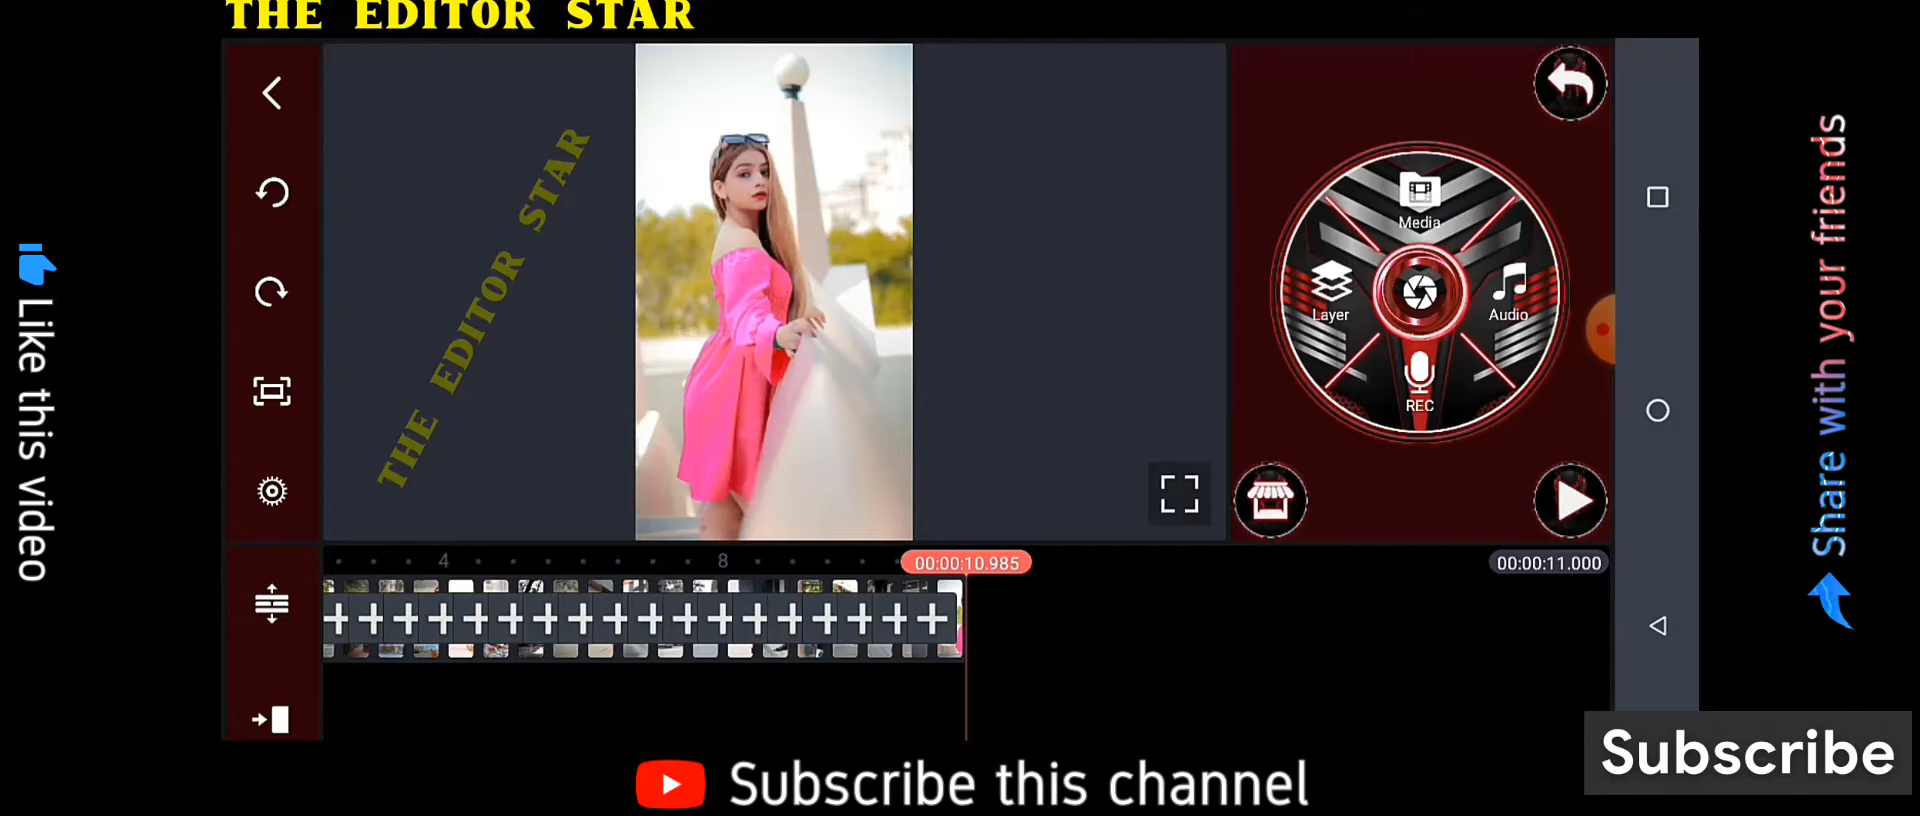 THE EDITOR STAR
THE EDITOR STAR
Media
Layer
Audio
REC
4
8
00:00:10.985
00:00:11.000
Like this video
Share with your friends
Subscribe
Subscribe this channel